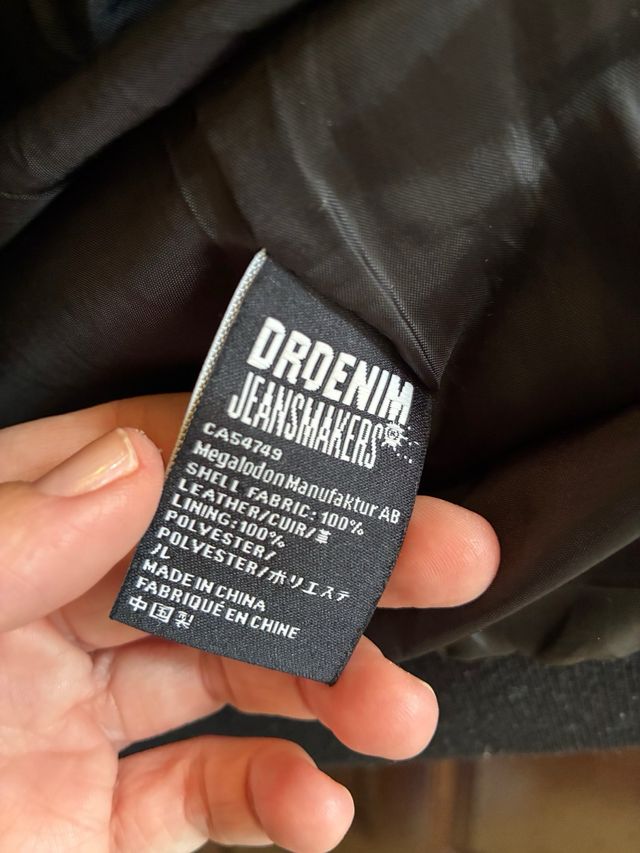 DRDENIM
JEANSMAKERS
CA54749
Megalodon Manufaktur AB
SHELL FABRIC: 100%
LEATHER/CUIR/革
LINING: 100%
POLYESTER/
POLYESTER/ポリエステ
ル
MADE IN CHINA
FABRIQUÉ EN CHINE
中国製